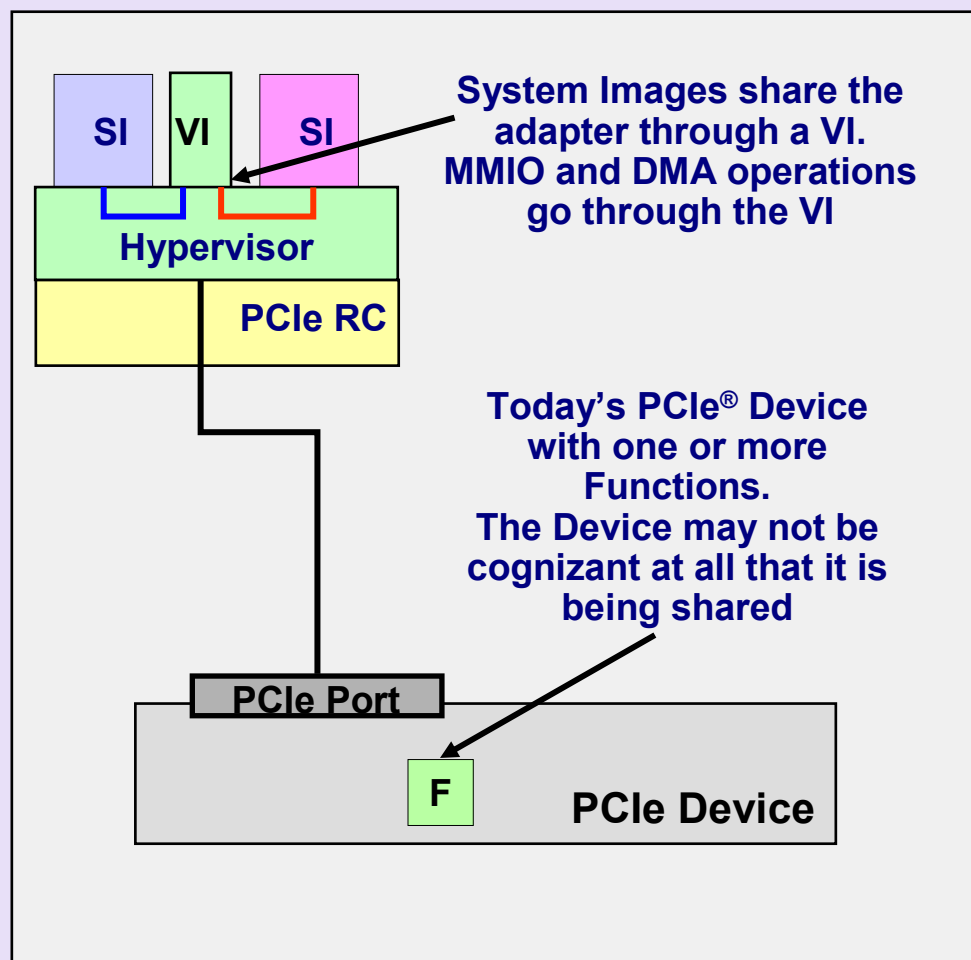 SI VI SI
System Images share the
adapter through a VI.
MMIO and DMA operations
go through the VI
Hypervisor
PCIe RC
Today's PCIe® Device
with one or more
Functions.
The Device may not be
cognizant at all that it is
being shared
PCIe Port
F
PCIe Device